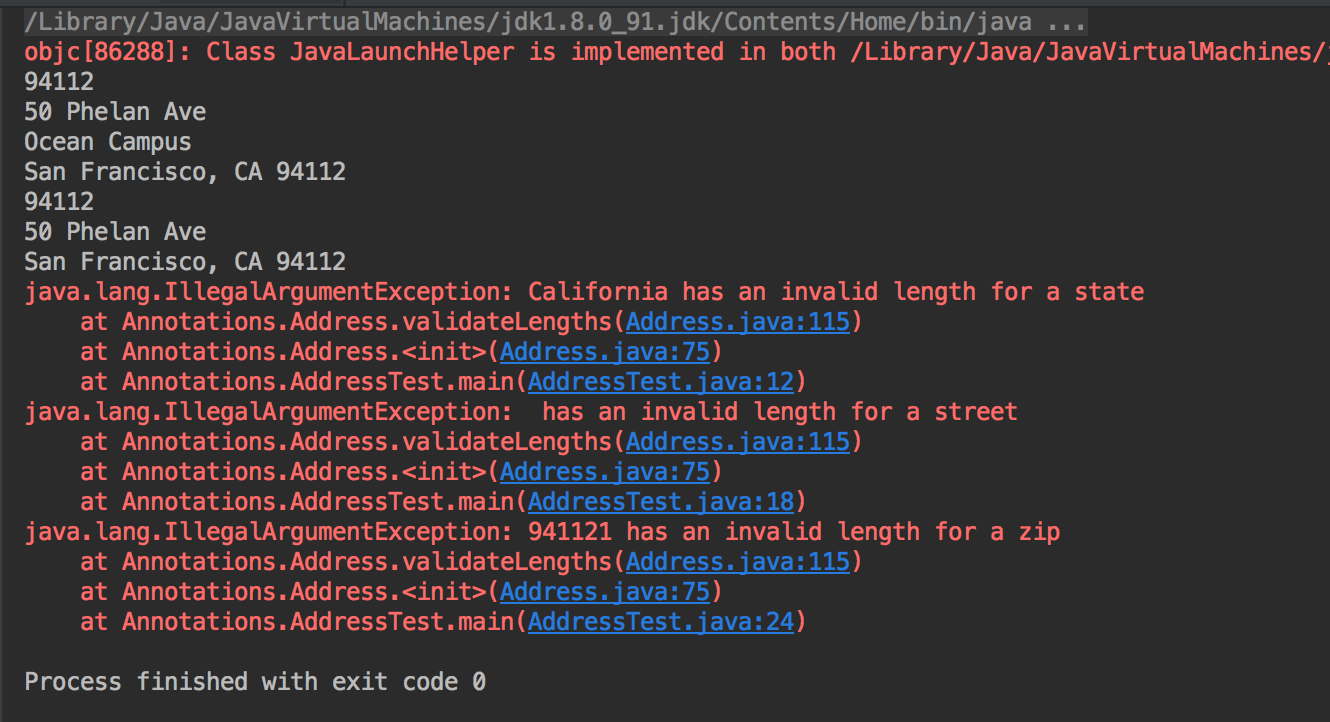 /Library/Java/JavaVirtualMachines/jdk1.8.0_91.jdk/Contents/Home/bin/java ...
objc[86288]: Class JavaLaunchHelper is implemented in both /Library/Java/JavaVirtualMachines/
94112
50 Phelan Ave
Ocean Campus
San Francisco, CA 94112
94112
50 Phelan Ave
San Francisco, CA 94112
java.lang.IllegalArgumentException: California has an invalid length for a state
    at Annotations.Address.validateLengths(Address.java:115)
    at Annotations.Address.<init>(Address.java:75)
    at Annotations.AddressTest.main(AddressTest.java:12)
java.lang.IllegalArgumentException:  has an invalid length for a street
    at Annotations.Address.validateLengths(Address.java:115)
    at Annotations.Address.<init>(Address.java:75)
    at Annotations.AddressTest.main(AddressTest.java:18)
java.lang.IllegalArgumentException: 941121 has an invalid length for a zip
    at Annotations.Address.validateLengths(Address.java:115)
    at Annotations.Address.<init>(Address.java:75)
    at Annotations.AddressTest.main(AddressTest.java:24)
Process finished with exit code 0